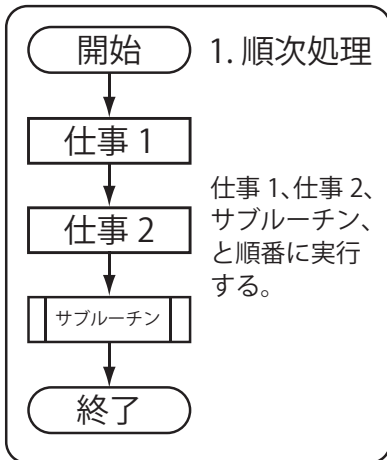 開始
1. 順次処理
仕事 1
仕事 2
サブルーチン
終了
仕事 1、仕事 2、
サブルーチン、
と順番に実行
する。